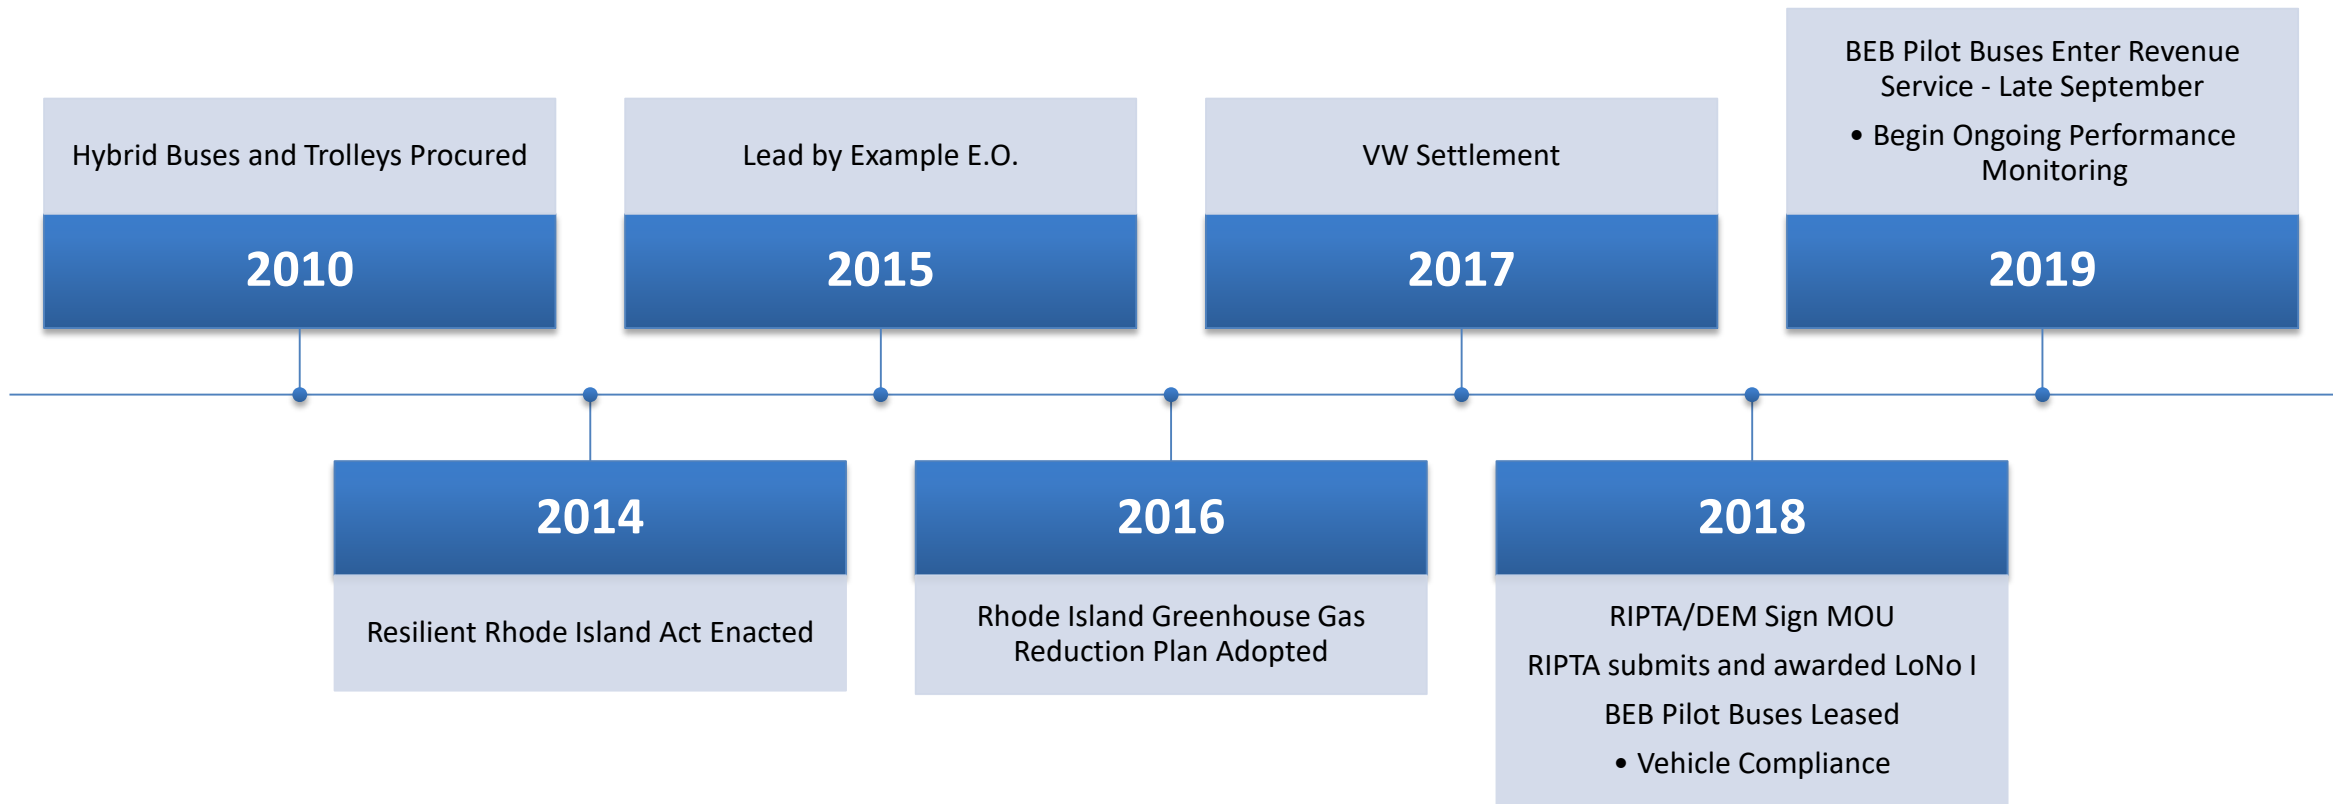 Hybrid Buses and Trolleys Procured
2010
2014
Resilient Rhode Island Act Enacted
Lead by Example E.O.
2015
2016
Rhode Island Greenhouse Gas
Reduction Plan Adopted
VW Settlement
2017
2018
RIPTA/DEM Sign MOU
RIPTA submits and awarded LoNo I
BEB Pilot Buses Leased
• Vehicle Compliance
BEB Pilot Buses Enter Revenue
Service - Late September
• Begin Ongoing Performance
Monitoring
2019